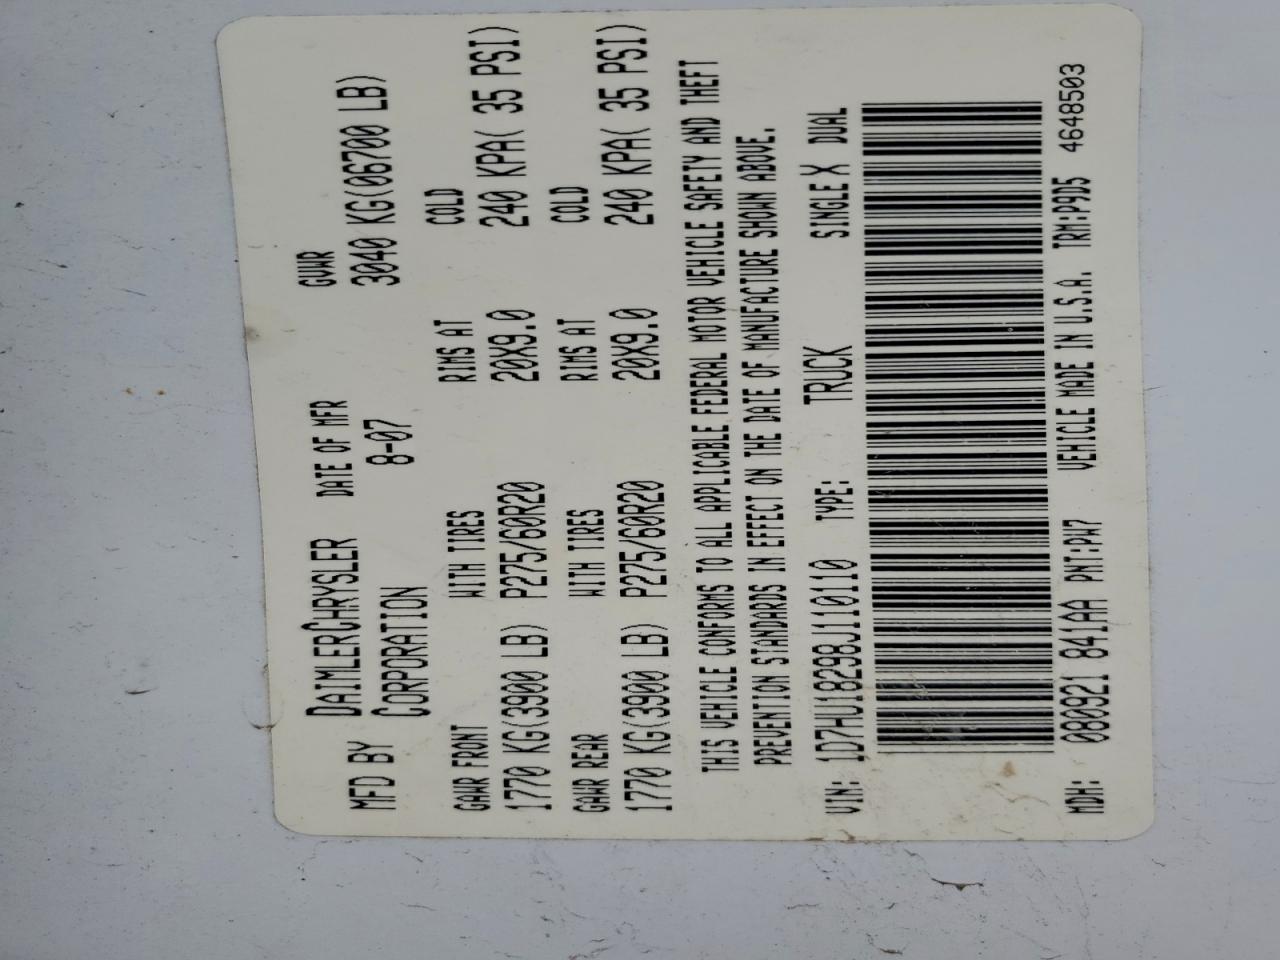 MFD BY DAIMLERCHRYSLER CORPORATION DATE OF MFR 8-07 GVWR 3040 KG(06700 LB)
GAWR FRONT WITH TIRES RIMS AT COLD
1770 KG(3900 LB) P275/60R20 20X9.0 240 KPA( 35 PSI)
GAWR REAR WITH TIRES RIMS AT COLD
1770 KG(3900 LB) P275/60R20 20X9.0 240 KPA( 35 PSI)
THIS VEHICLE CONFORMS TO ALL APPLICABLE FEDERAL MOTOR VEHICLE SAFETY AND THEFT
PREVENTION STANDARDS IN EFFECT ON THE DATE OF MANUFACTURE SHOWN ABOVE.
VIN: 1D7HU18298J110110 TYPE: TRUCK SINGLE X DUAL
MDH: 080921 841AA PNT:PW7 VEHICLE MADE IN U.S.A. TRM:P9D5 4648503